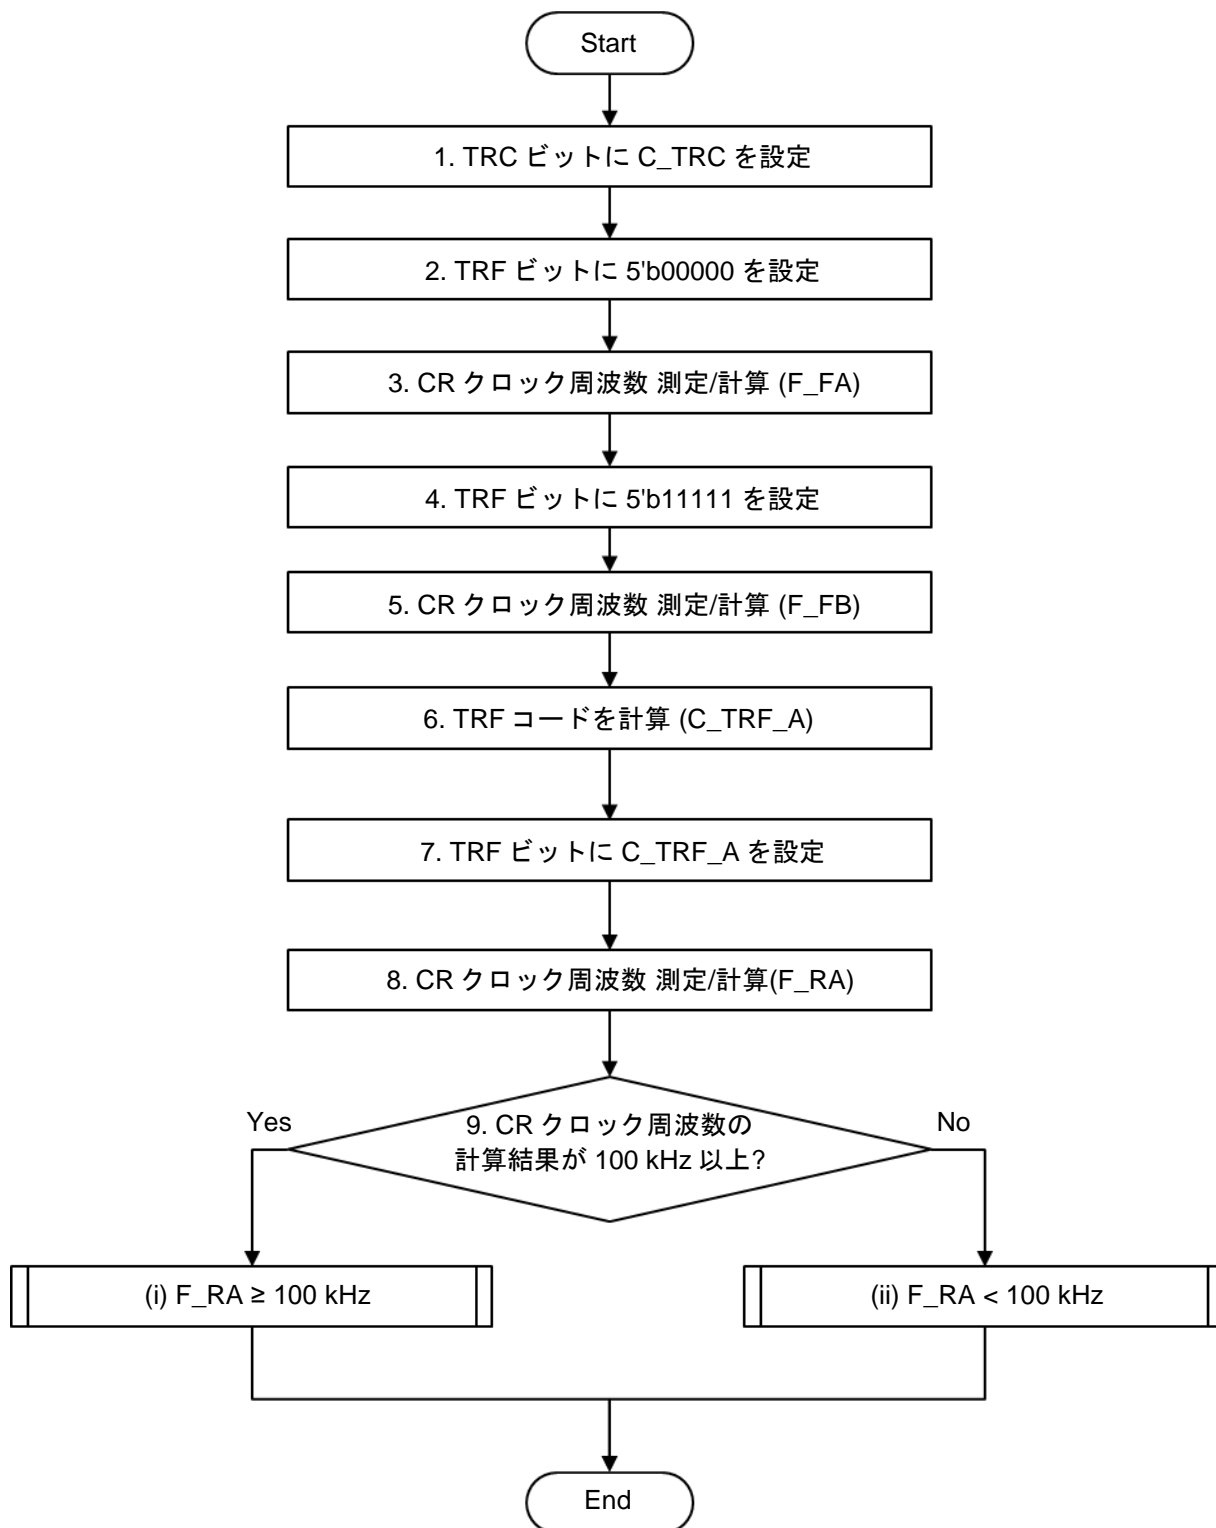 Start
1. TRC ビットに C_TRC を設定
2. TRF ビットに 5'b00000 を設定
3. CR クロック周波数 測定/計算 (F_FA)
4. TRF ビットに 5'b11111 を設定
5. CR クロック周波数 測定/計算 (F_FB)
6. TRF コードを計算 (C_TRF_A)
7. TRF ビットに C_TRF_A を設定
8. CR クロック周波数 測定/計算(F_RA)
9. CR クロック周波数の
計算結果が 100 kHz 以上?
Yes
No
(i) F_RA ≥ 100 kHz
(ii) F_RA < 100 kHz
End